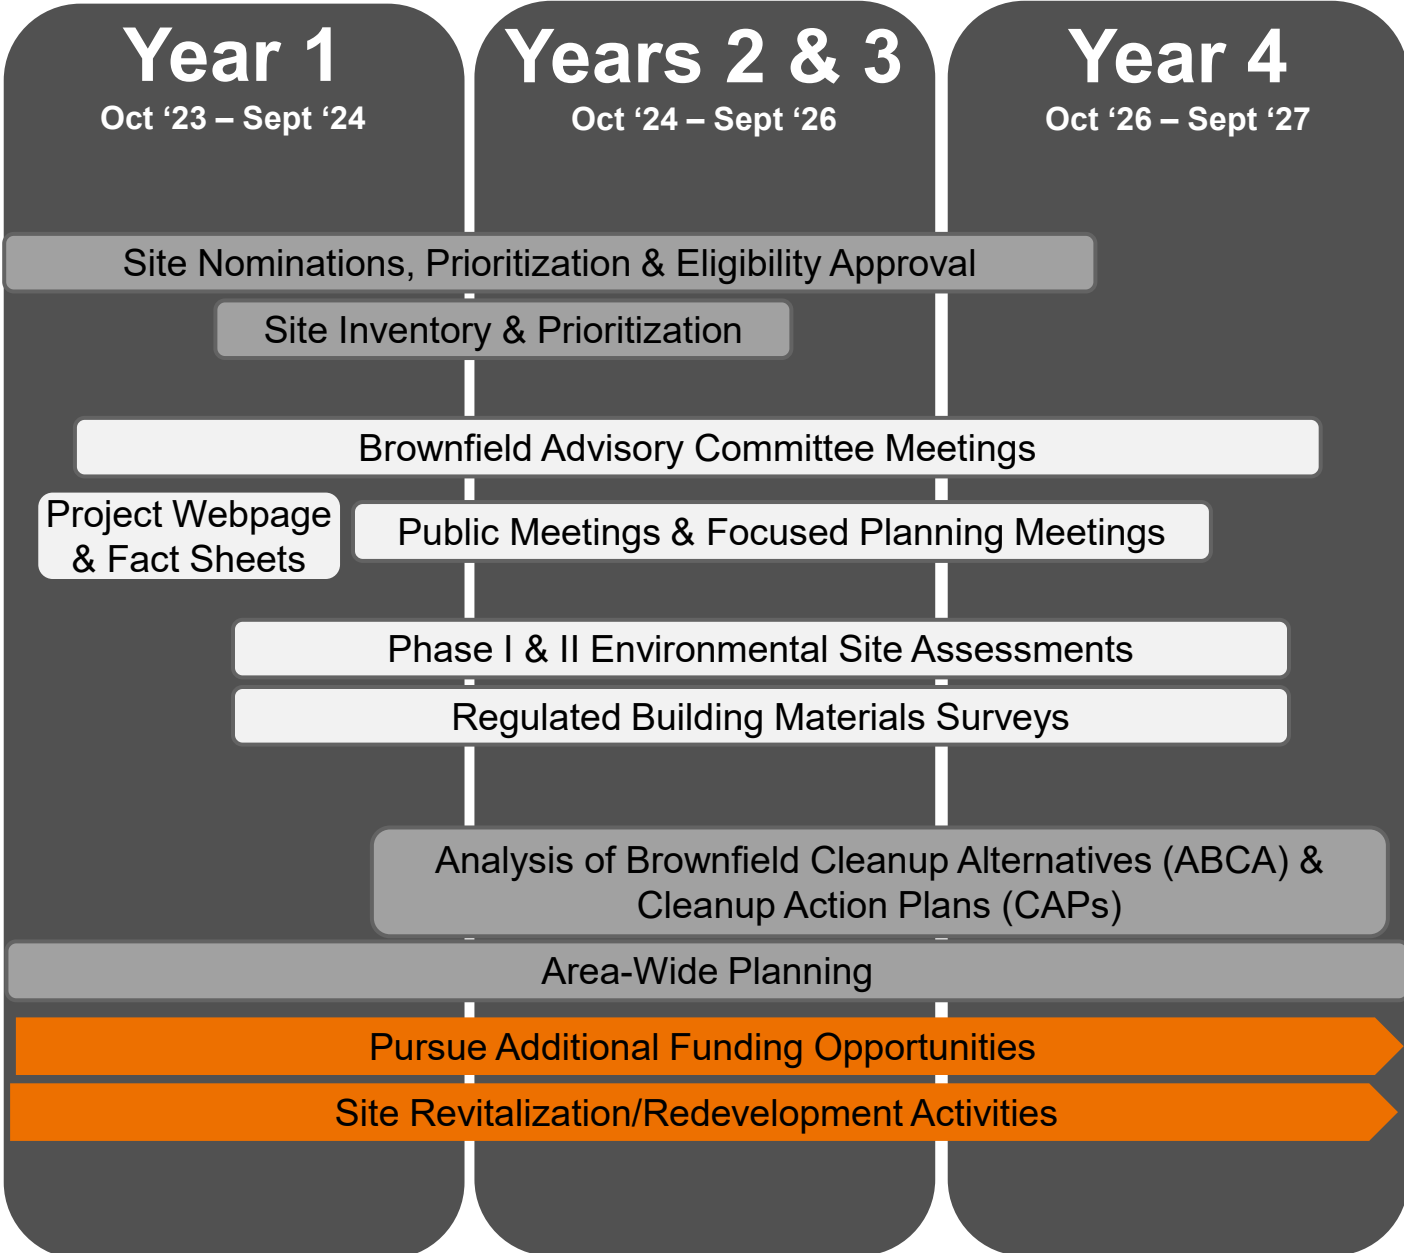 Year 1
Oct ‘23 – Sept ‘24
Years 2 & 3
Oct ‘24 – Sept ‘26
Year 4
Oct ‘26 – Sept ‘27
Site Nominations, Prioritization & Eligibility Approval
Site Inventory & Prioritization
Brownfield Advisory Committee Meetings
Project Webpage
& Fact Sheets
Public Meetings & Focused Planning Meetings
Phase I & II Environmental Site Assessments
Regulated Building Materials Surveys
Analysis of Brownfield Cleanup Alternatives (ABCA) &
Cleanup Action Plans (CAPs)
Area-Wide Planning
Pursue Additional Funding Opportunities
Site Revitalization/Redevelopment Activities